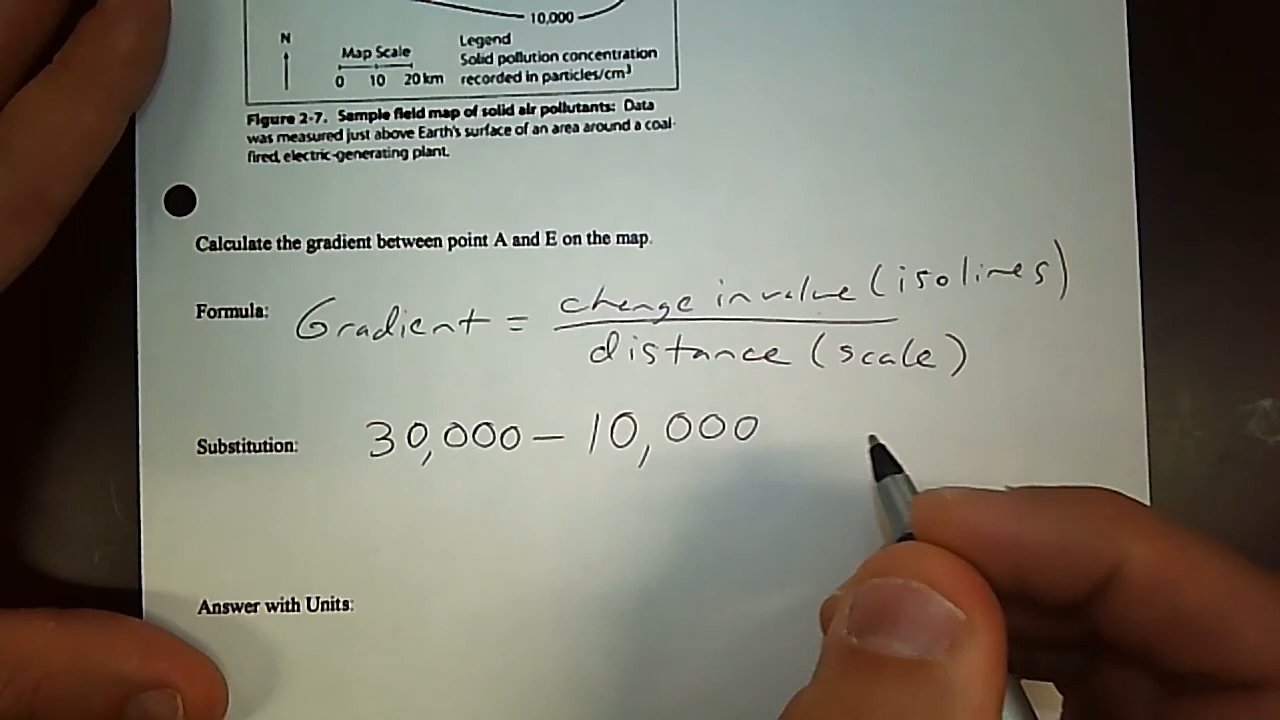 10,000
N
Map Scale
0 10 20 km
Legend
Solid pollution concentration
recorded in particles/cm³
Figure 2-7. Sample field map of solid air pollutants: Data
was measured just above Earth's surface of an area around a coal-
fired, electric-generating plant.
Calculate the gradient between point A and E on the map.
Formula: Gradient = change in value (isolines)
distance (scale)
Substitution: 30,000 – 10,000
Answer with Units: